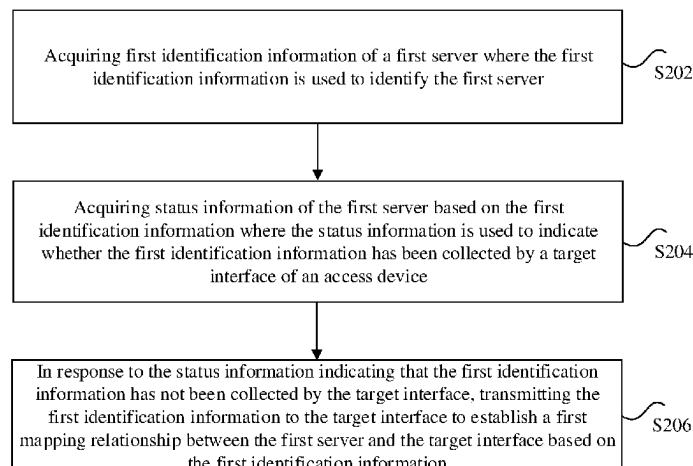 Acquiring first identification information of a first server where the first
identification information is used to identify the first server
S202
Acquiring status information of the first server based on the first
identification information where the status information is used to indicate
whether the first identification information has been collected by a target
interface of an access device
S204
In response to the status information indicating that the first identification
information has not been collected by the target interface, transmitting the
first identification information to the target interface to establish a first
mapping relationship between the first server and the target interface based on
the first identification information
S206